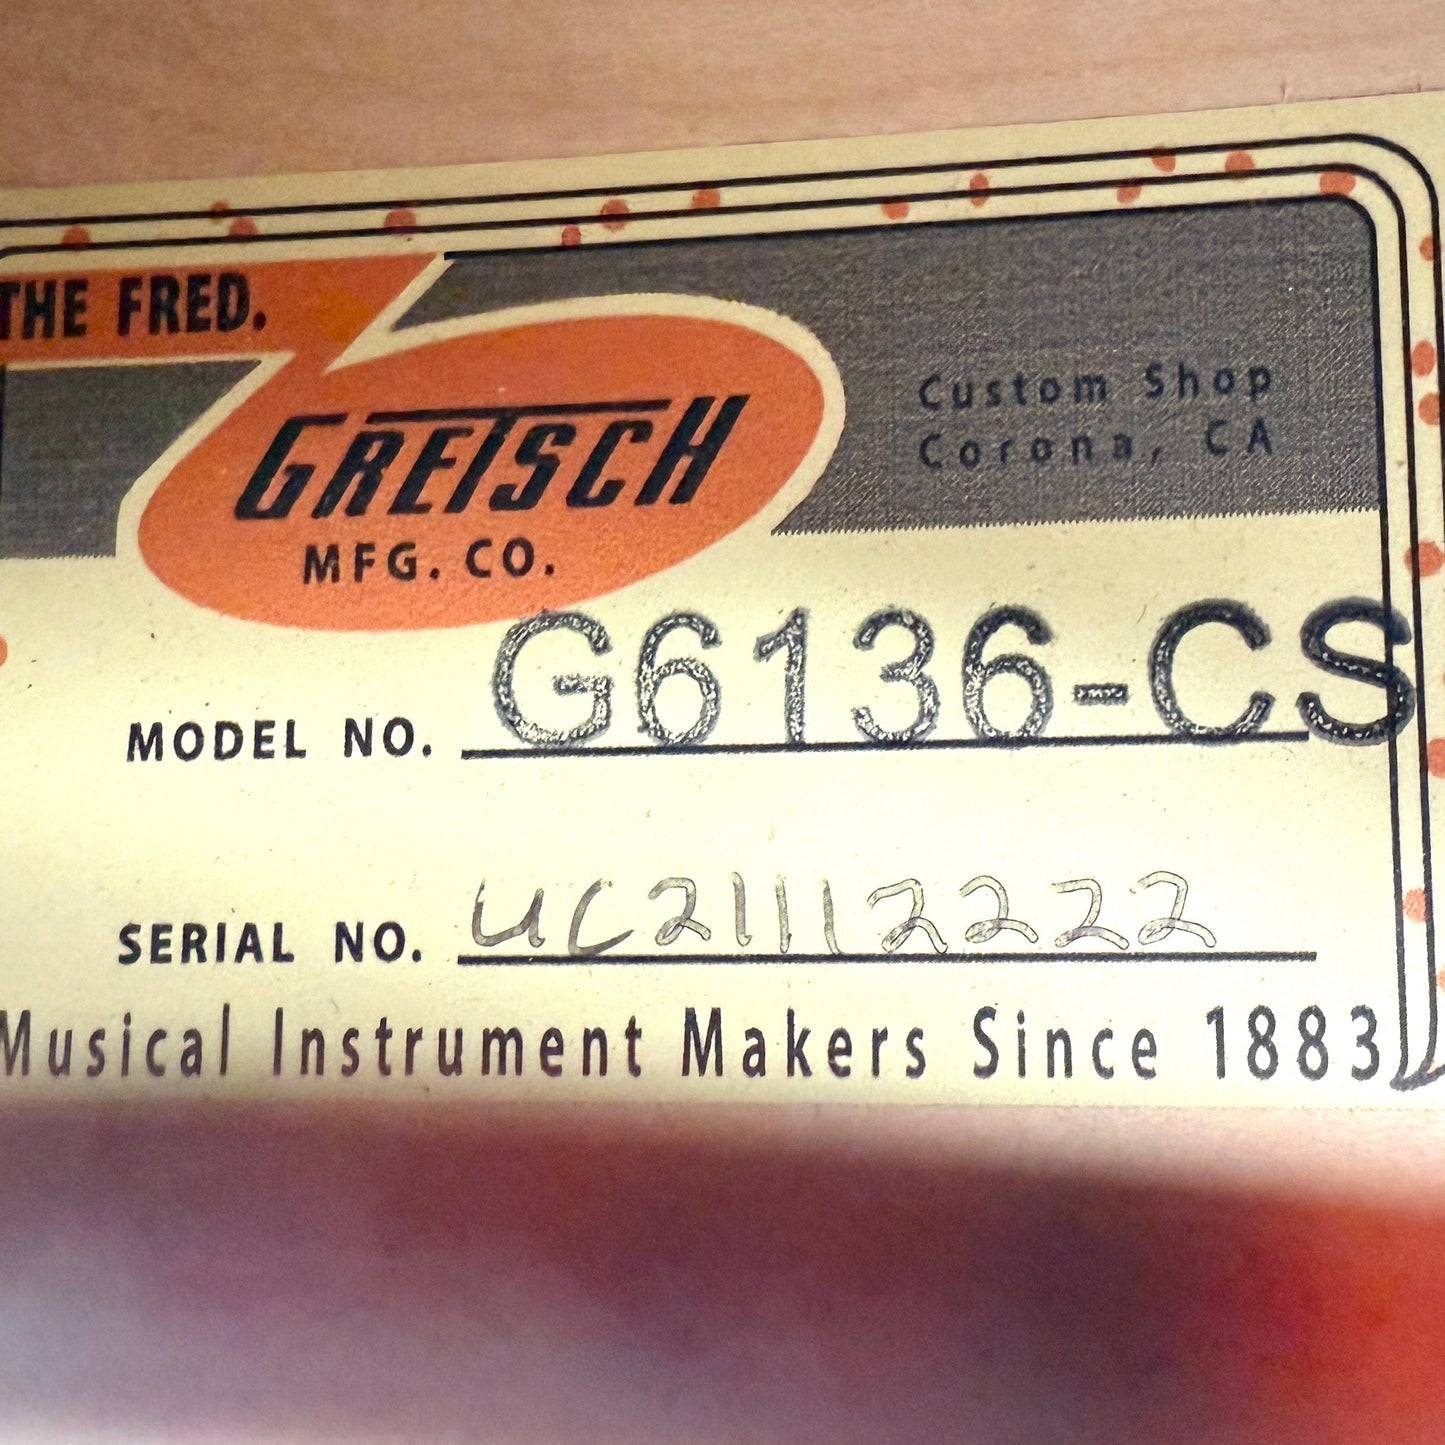 THE FRED.
GRETSCH
MFG. CO.
Custom Shop
Corona, CA
MODEL NO. G6136-CS
SERIAL NO. UC21112222
Musical Instrument Makers Since 1883